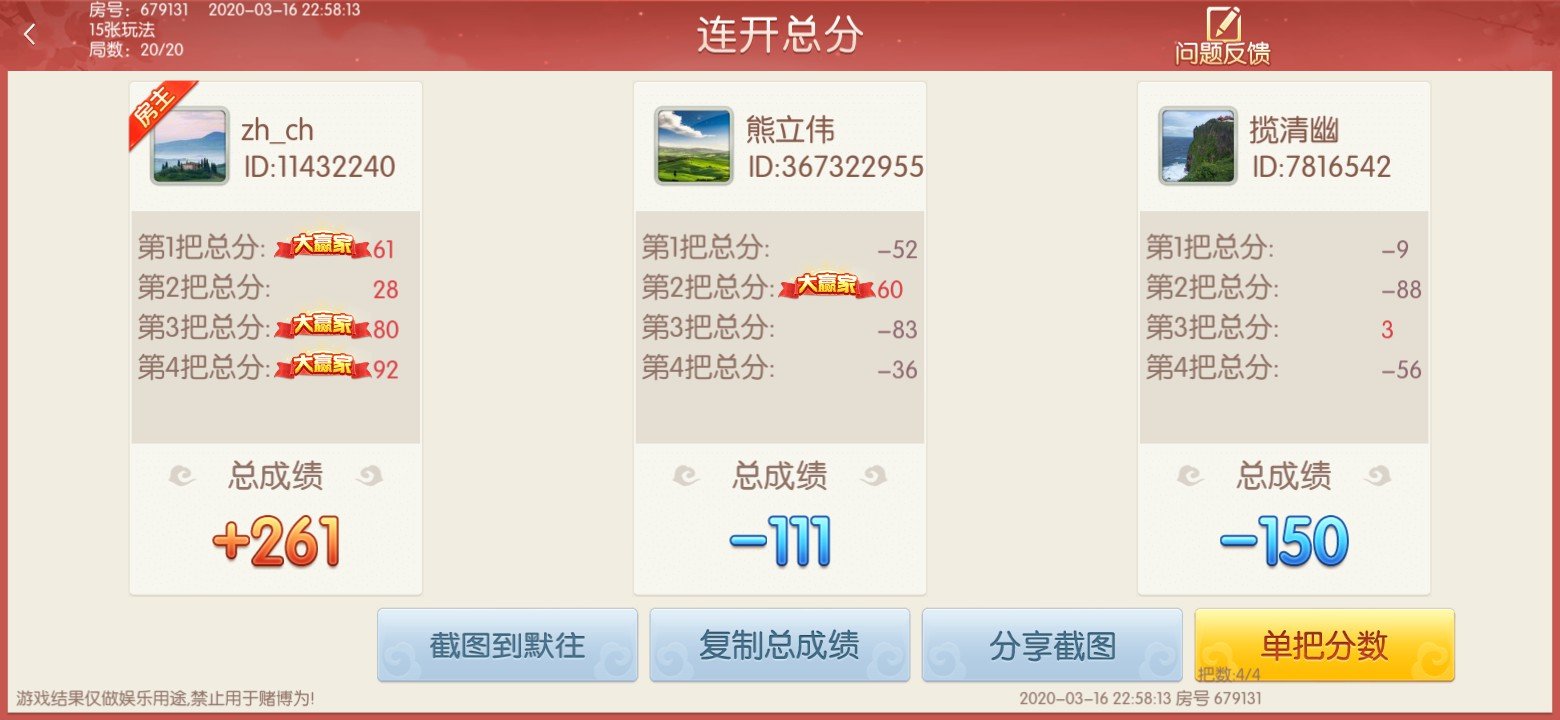 房号：679131 2020-03-16 22:58:13
15张玩法
局数：20/20
连开总分
问题反馈
房主
zh_ch
ID:11432240
第1把总分: 大赢家 61
第2把总分: 28
第3把总分: 大赢家 80
第4把总分: 大赢家 92
总成绩
+261
熊立伟
ID:367322955
第1把总分: -52
第2把总分: 大赢家 60
第3把总分: -83
第4把总分: -36
总成绩
-111
揽清幽
ID:7816542
第1把总分: -9
第2把总分: -88
第3把总分: 3
第4把总分: -56
总成绩
-150
截图到默往
复制总成绩
分享截图
单把分数
把数:4/4
游戏结果仅做娱乐用途,禁止用于赌博为!
2020-03-16 22:58:13 房号 679131